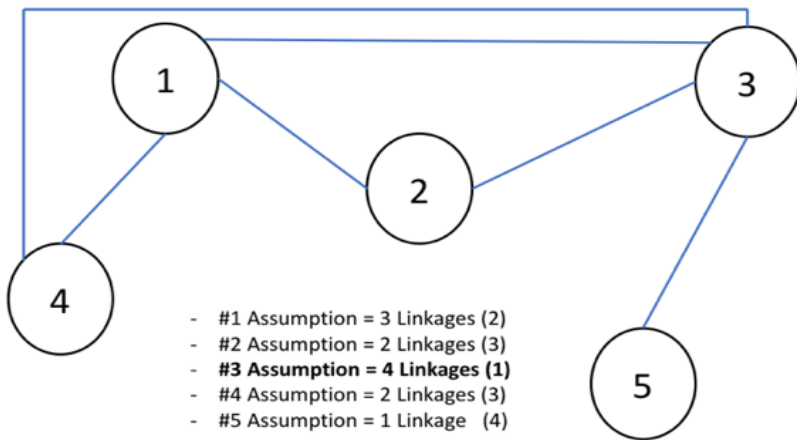 1
3
2
4
5
- #1 Assumption = 3 Linkages (2)
- #2 Assumption = 2 Linkages (3)
- #3 Assumption = 4 Linkages (1)
- #4 Assumption = 2 Linkages (3)
- #5 Assumption = 1 Linkage (4)